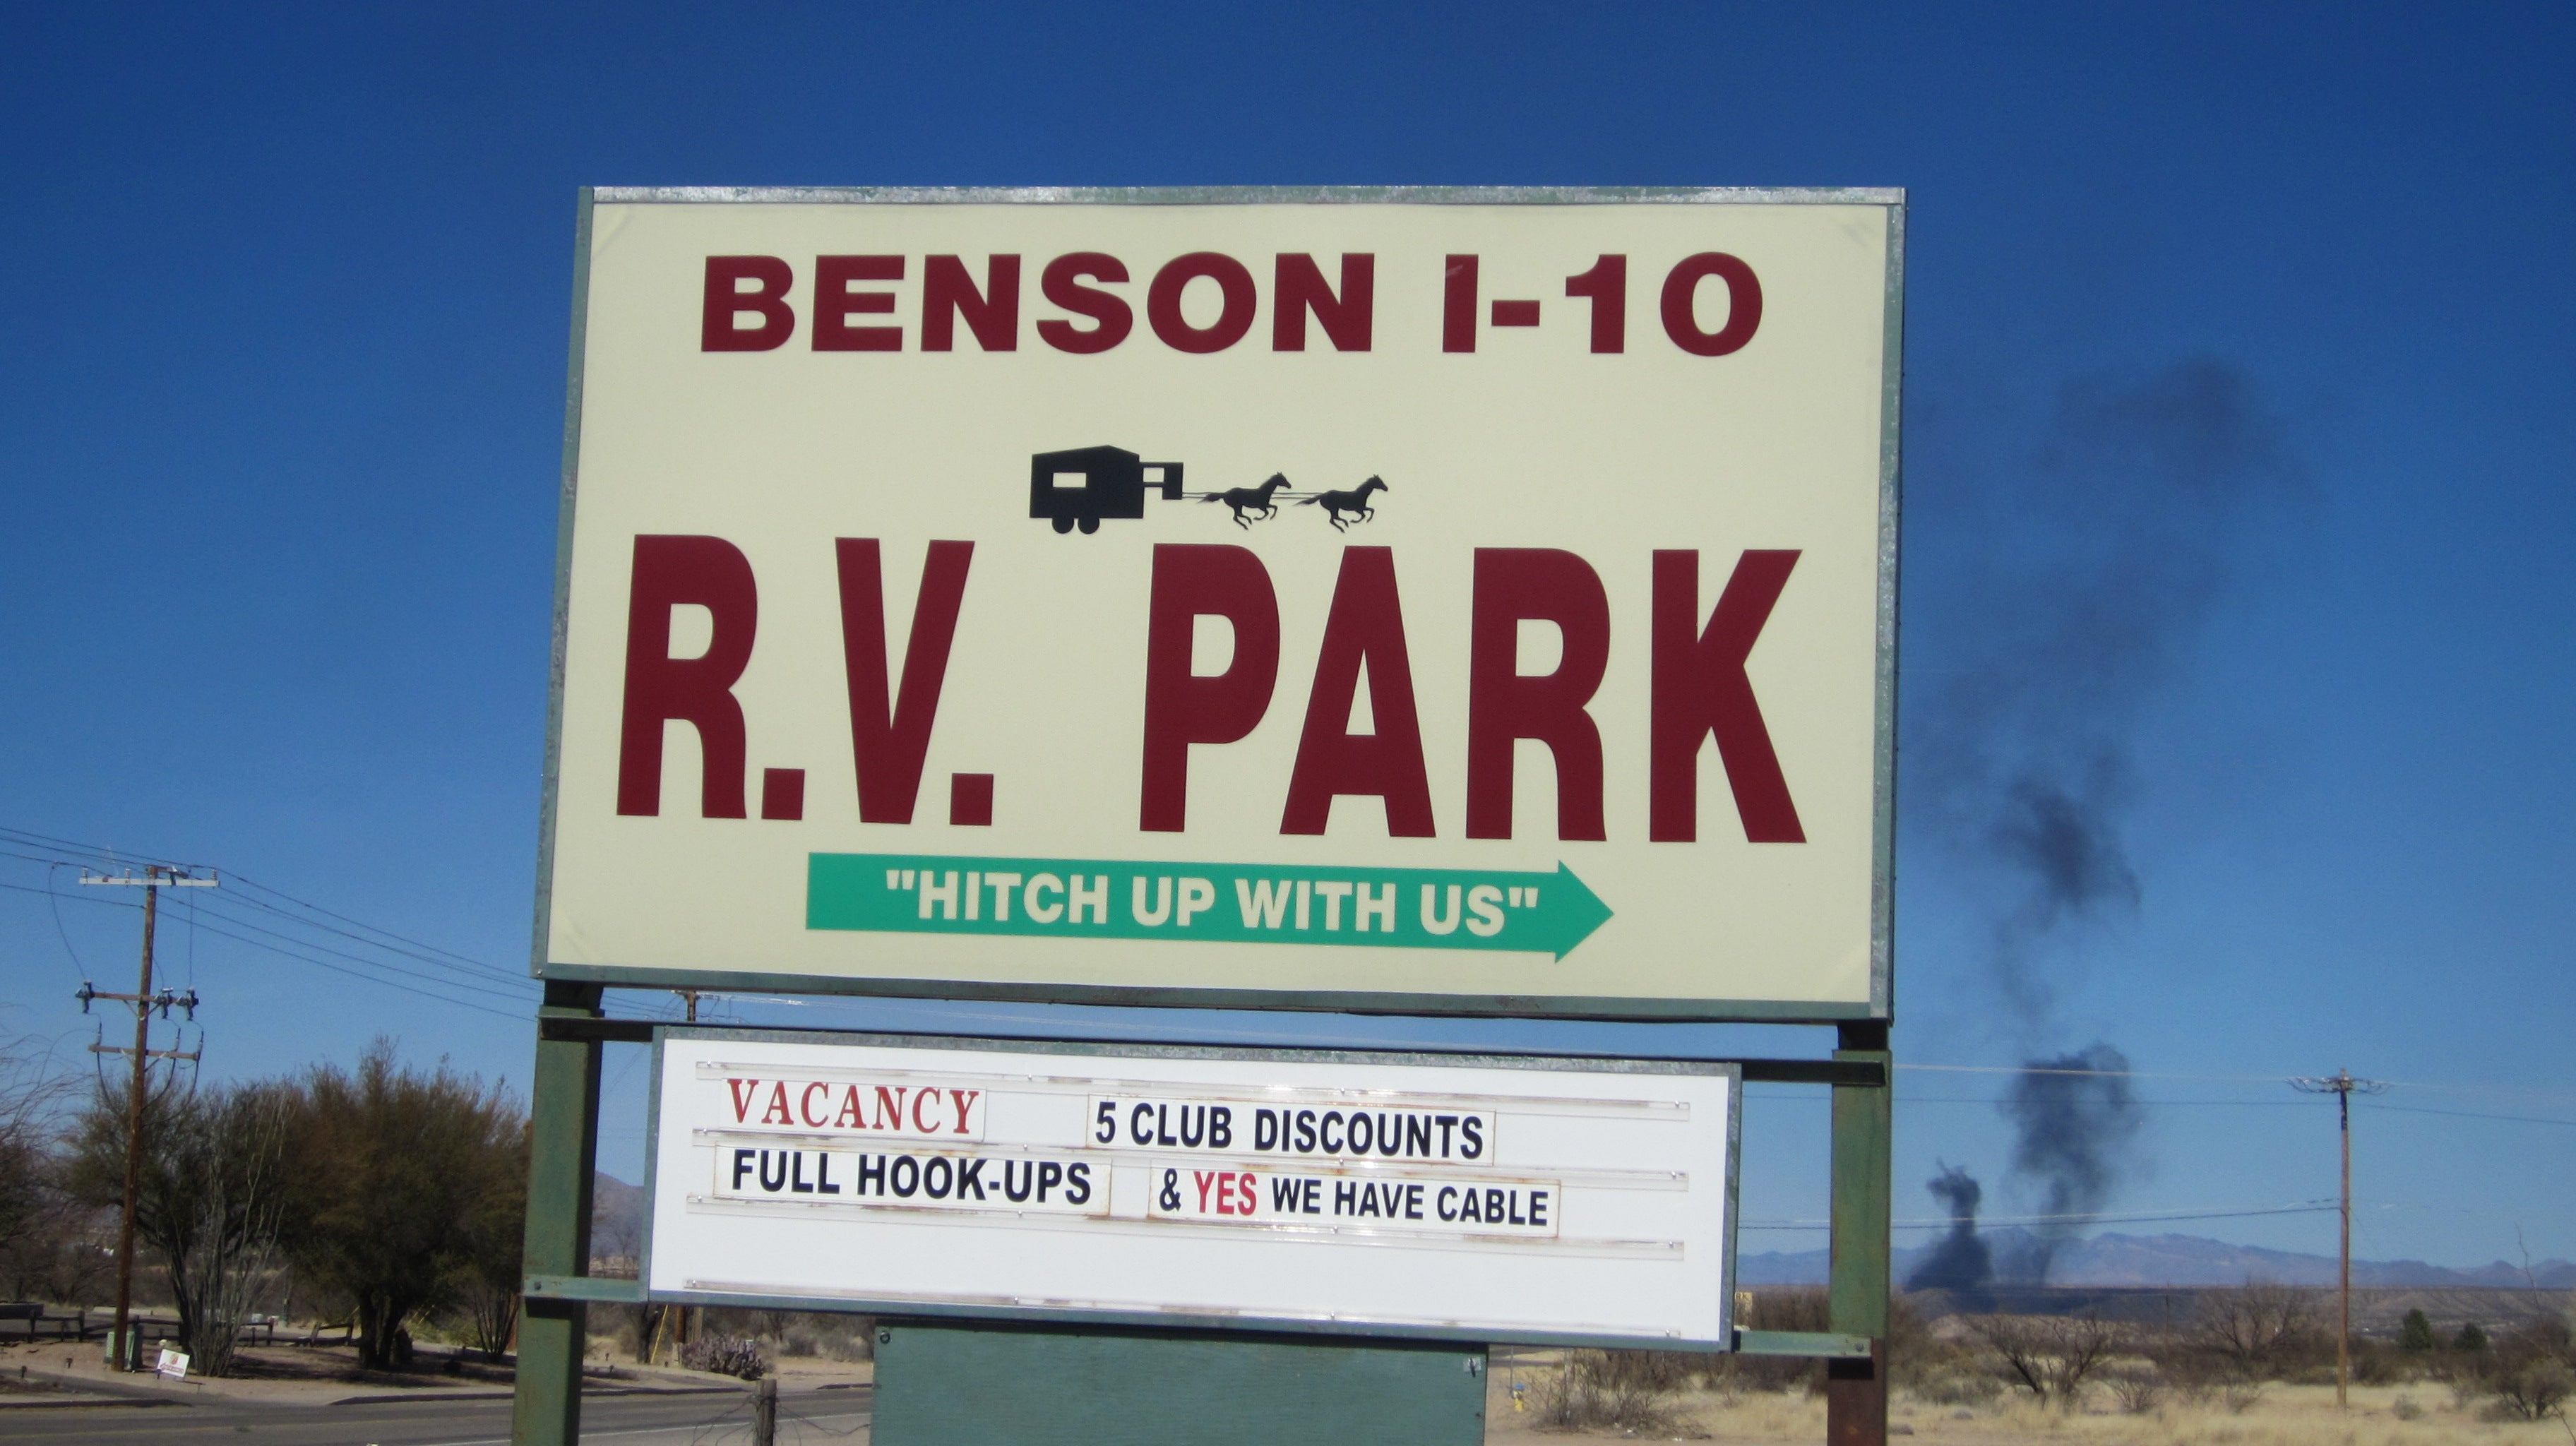 BENSON I-10
R.V. PARK
"HITCH UP WITH US"
VACANCY 5 CLUB DISCOUNTS
FULL HOOK-UPS & YES WE HAVE CABLE